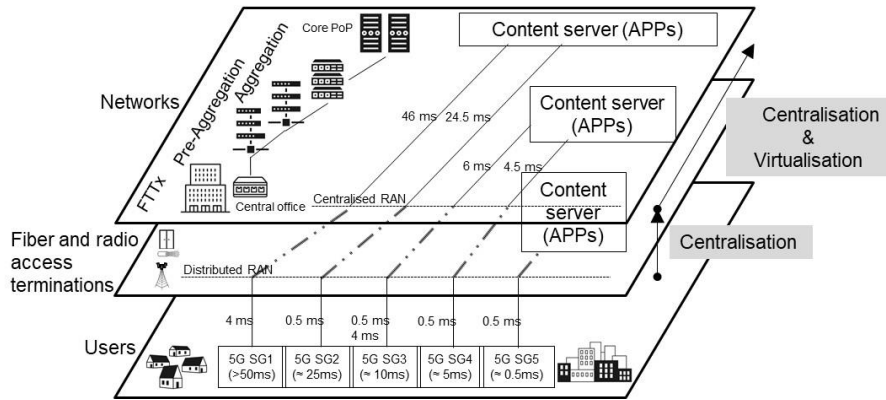 Core PoP
Content server (APPs)
Aggregation
Pre-Aggregation
Networks
FTTx
46 ms
24.5 ms
Content server
(APPs)
6 ms
4.5 ms
Centralisation
&
Virtualisation
Central office
Centralised RAN
Content
server
(APPs)
Fiber and radio
access
terminations
Distributed RAN
Centralisation
Users
4 ms
0.5 ms
0.5 ms
4 ms
0.5 ms
0.5 ms
5G SG1
(>50ms)
5G SG2
(≈ 25ms)
5G SG3
(≈ 10ms)
5G SG4
(≈ 5ms)
5G SG5
(≈ 0.5ms)